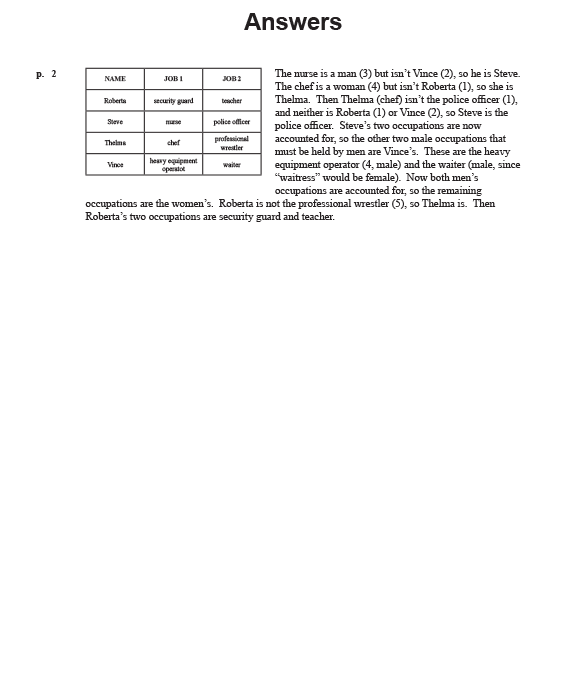 Answers
p. 2
NAME JOB 1 JOB 2
Roberta security guard teacher
Steve nurse police officer
Thelma chef professional wrestler
Vince heavy equipment operatot waiter
The nurse is a man (3) but isn’t Vince (2), so he is Steve.
The chef is a woman (4) but isn’t Roberta (1), so she is
Thelma. Then Thelma (chef) isn’t the police officer (1),
and neither is Roberta (1) or Vince (2), so Steve is the
police officer. Steve’s two occupations are now
accounted for, so the other two male occupations that
must be held by men are Vince’s. These are the heavy
equipment operator (4, male) and the waiter (male, since
“waitress” would be female). Now both men’s
occupations are accounted for, so the remaining
occupations are the women’s. Roberta is not the professional wrestler (5), so Thelma is. Then
Roberta’s two occupations are security guard and teacher.